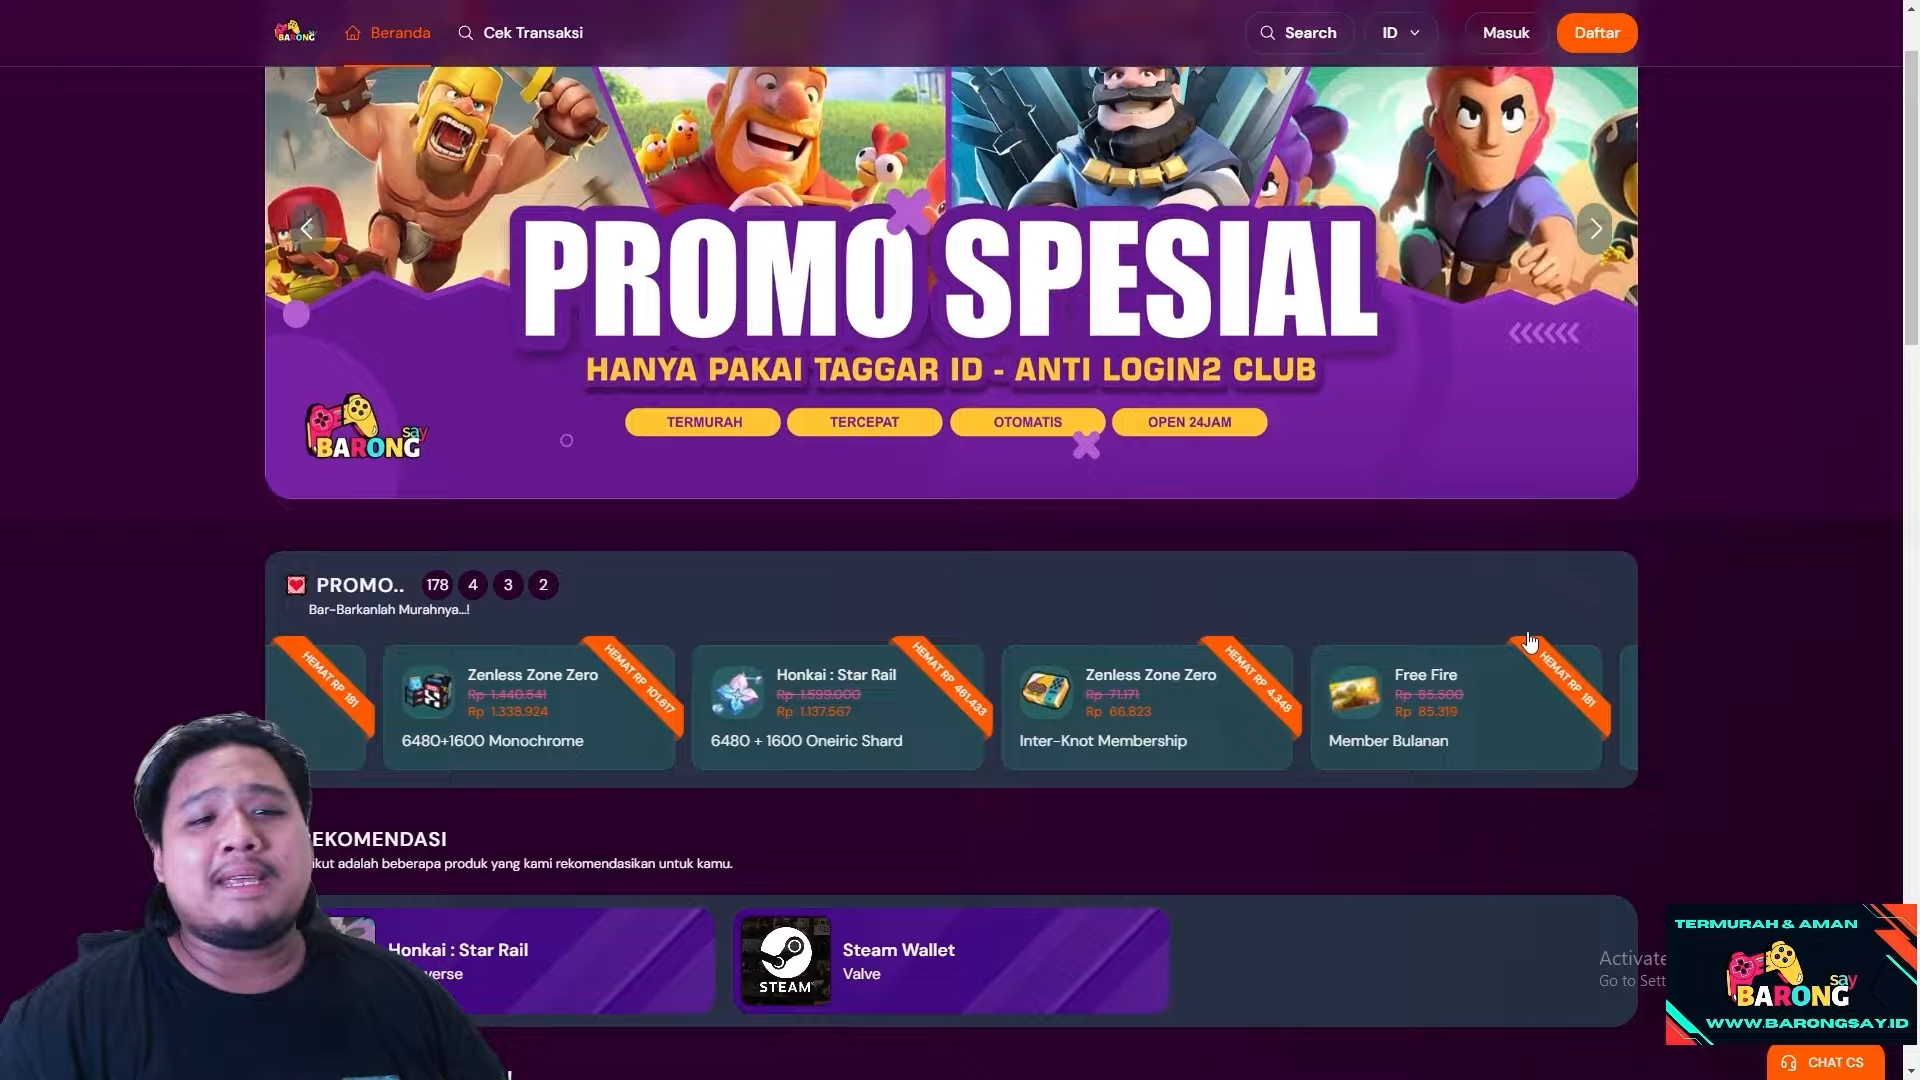 BARONG
Beranda
Cek Transaksi
Search
ID
Masuk
Daftar
PROMO SPESIAL
HANYA PAKAI TAGGAR ID - ANTI LOGIN2 CLUB
TERMURAH
TERCEPAT
OTOMATIS
OPEN 24JAM
say
BARONG
PROMO..
178
4
3
2
Bar-Barkanlah Murahnya...!
HEMAT RP 181
Zenless Zone Zero
Rp 1.440.541
Rp 1.338.924
6480+1600 Monochrome
HEMAT RP 101.617
Honkai : Star Rail
Rp 1.599.000
Rp 1.137.567
6480 + 1600 Oneiric Shard
HEMAT RP 461.433
Zenless Zone Zero
Rp 71.171
Rp 66.823
Inter-Knot Membership
HEMAT RP 4.348
Free Fire
Rp 85.500
Rp 85.319
Member Bulanan
HEMAT RP 181
EKOMENDASI
ikut adalah beberapa produk yang kami rekomendasikan untuk kamu.
Honkai : Star Rail
verse
STEAM
Steam Wallet
Valve
Activate
Go to Sett
TERMURAH & AMAN
say
BARONG
WWW.BARONGSAY.ID
CHAT CS